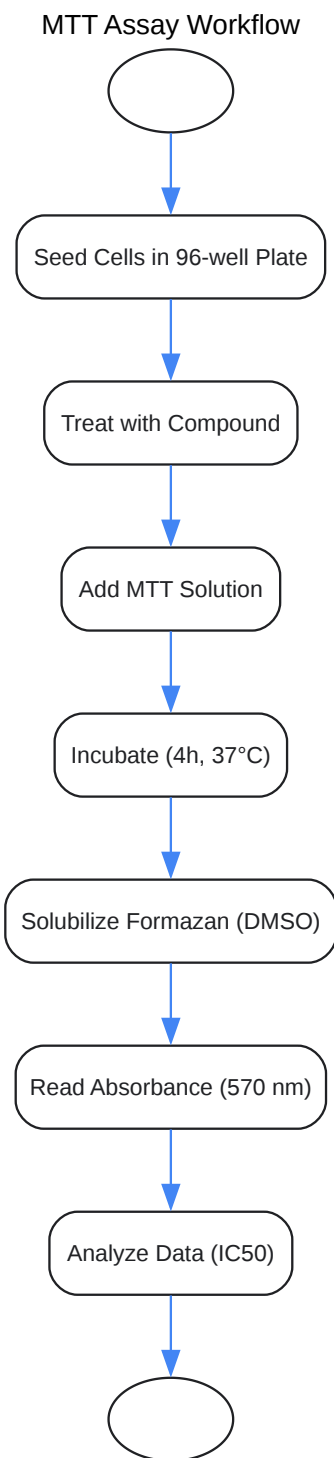 MTT Assay Workflow
Seed Cells in 96-well Plate
Treat with Compound
Add MTT Solution
Incubate (4h, 37°C)
Solubilize Formazan (DMSO)
Read Absorbance (570 nm)
Analyze Data (IC50)